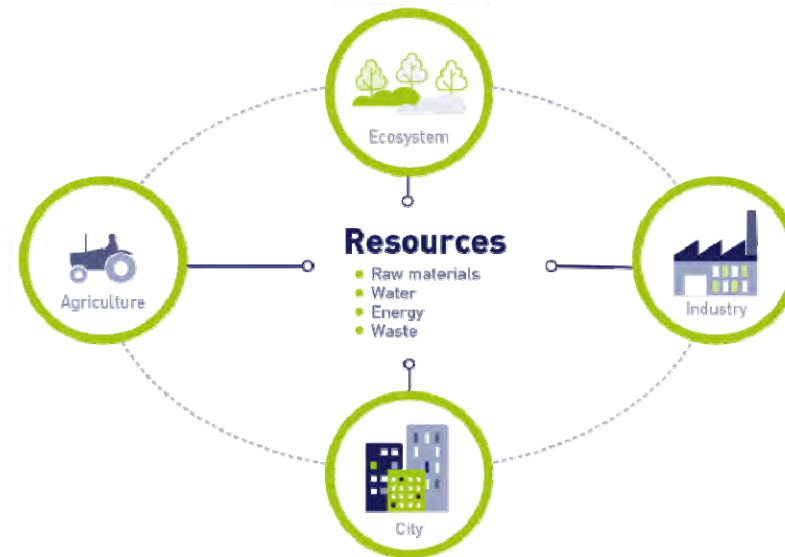 Ecosystem
Agriculture
Resources
Raw materials
Water
Energy
Waste
Industry
City